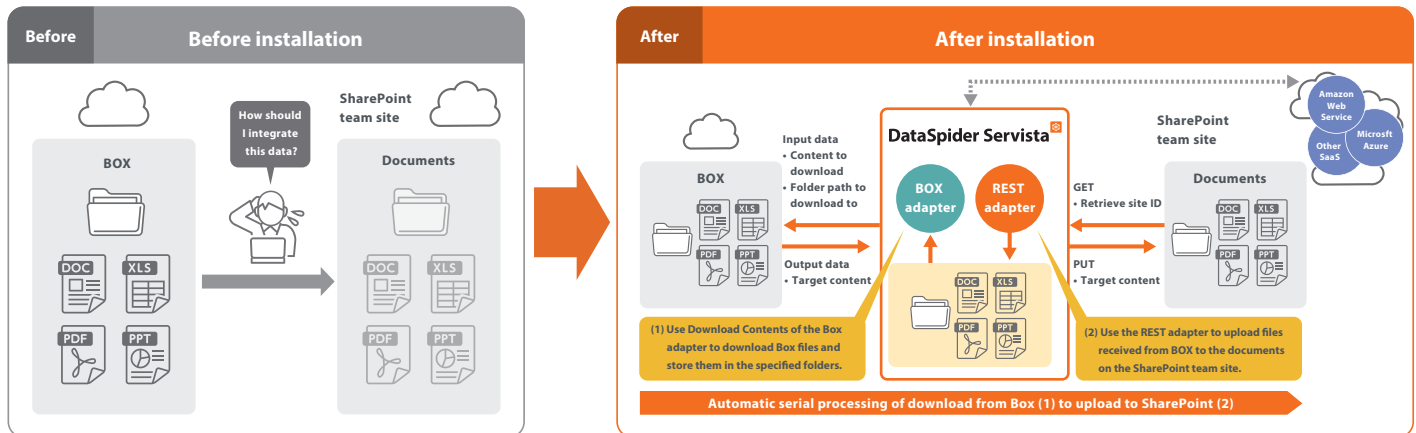 Before
Before installation
SharePoint
team site
How should
I integrate
this data?
BOX
Documents
DOC
XLS
PDF
PPT
DOC
XLS
PDF
PPT
After
After installation
Amazon
Web
Service
Microsft
Azure
Other
SaaS
DataSpider Servista
SharePoint
team site
Input data
• Content to
download
• Folder path to
download to
BOX
DOC
XLS
PDF
PPT
Output data
• Target content
BOX
adapter
REST
adapter
DOC
XLS
PDF
PPT
GET
• Retrieve site ID
PUT
• Target content
Documents
DOC
XLS
PDF
PPT
(1) Use Download Contents of the Box
adapter to download Box files and
store them in the specified folders.
(2) Use the REST adapter to upload files
received from BOX to the documents
on the SharePoint team site.
Automatic serial processing of download from Box (1) to upload to SharePoint (2)